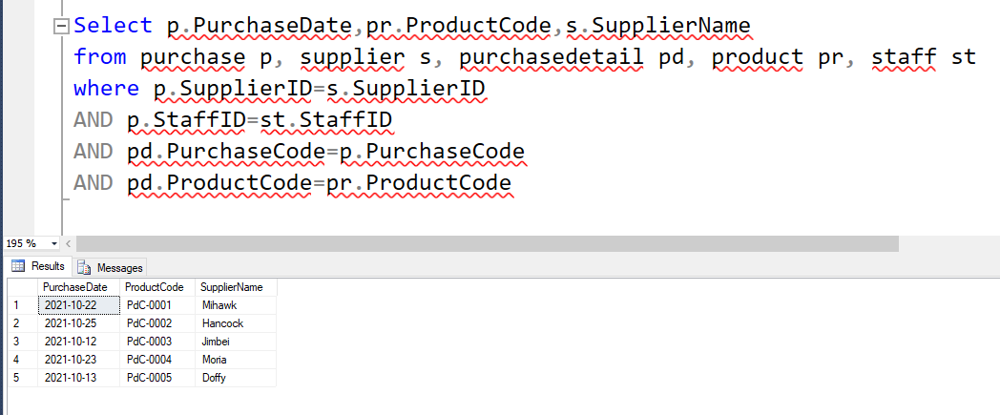 Select p.PurchaseDate,pr.ProductCode,s.SupplierName
from purchase p, supplier s, purchasedetail pd, product pr, staff st
where p.SupplierID=s.SupplierID
AND p.StaffID=st.StaffID
AND pd.PurchaseCode=p.PurchaseCode
AND pd.ProductCode=pr.ProductCode
195 %
Results Messages
PurchaseDate ProductCode SupplierName
1 2021-10-22 PdC-0001 Mihawk
2 2021-10-25 PdC-0002 Hancock
3 2021-10-12 PdC-0003 Jimbei
4 2021-10-23 PdC-0004 Moria
5 2021-10-13 PdC-0005 Doffy